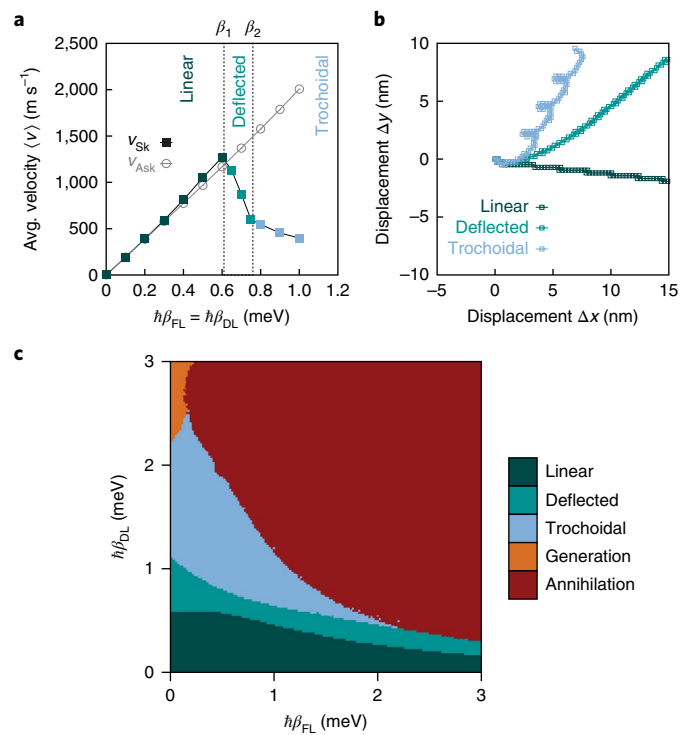 a
β1 β2
2,500
2,000
1,500
1,000
500
0
Avg. velocity ⟨v⟩ (m s−1)
Linear
Deflected
Trochoidal
vSk
vAsk
0 0.2 0.4 0.6 0.8 1.0 1.2
ħβFL = ħβDL (meV)
b
10
5
0
−5
−10
Displacement Δy (nm)
Linear
Deflected
Trochoidal
−5 0 5 10 15
Displacement Δx (nm)
c
3
2
1
0
ħβDL (meV)
0 1 2 3
ħβFL (meV)
Linear
Deflected
Trochoidal
Generation
Annihilation